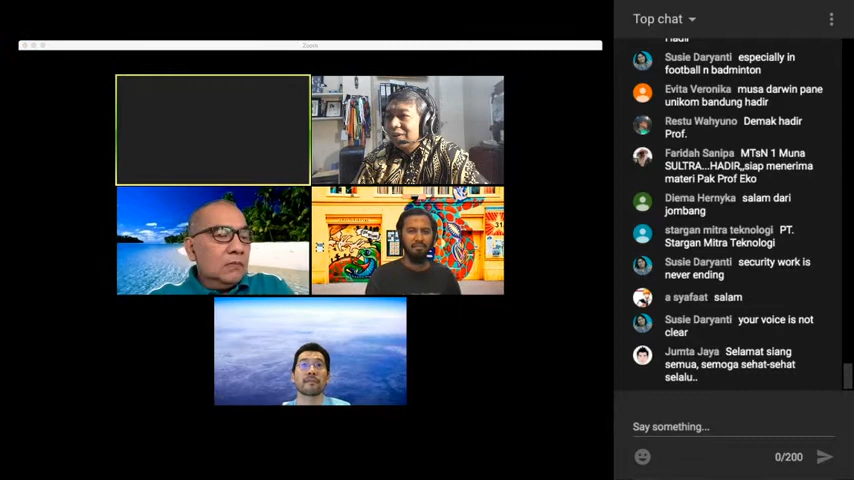 Zoom
Top chat
Hadir
Susie Daryanti especially in
football n badminton
Evita Veronika musa darwin pane
unikom bandung hadir
Restu Wahyuno Demak hadir
Prof.
Faridah Sanipa MTsN 1 Muna
SULTRA...HADIR,,siap menerima
materi Pak Prof Eko
Diema Hernyka salam dari
jombang
stargan mitra teknologi PT.
Stargan Mitra Teknologi
Susie Daryanti security work is
never ending
a syafaat salam
Susie Daryanti your voice is not
clear
Jumta Jaya Selamat siang
semua, semoga sehat-sehat
selalu..
Say something...
0/200